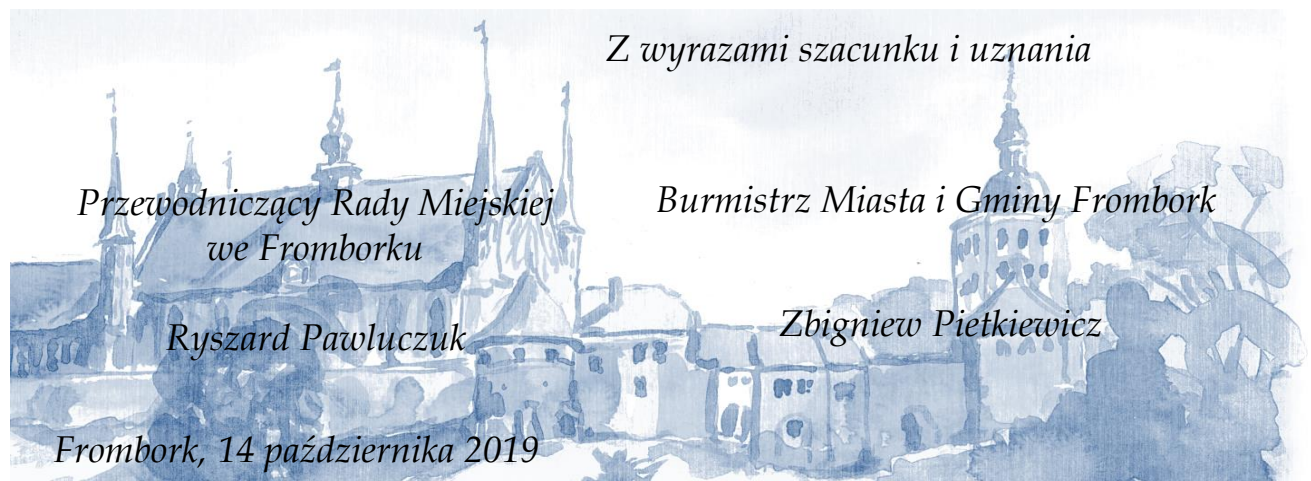 Z wyrazami szacunku i uznania
Przewodniczący Rady Miejskiej
we Fromborku
Ryszard Pawluczuk
Burmistrz Miasta i Gminy Frombork
Zbigniew Pietkiewicz
Frombork, 14 października 2019